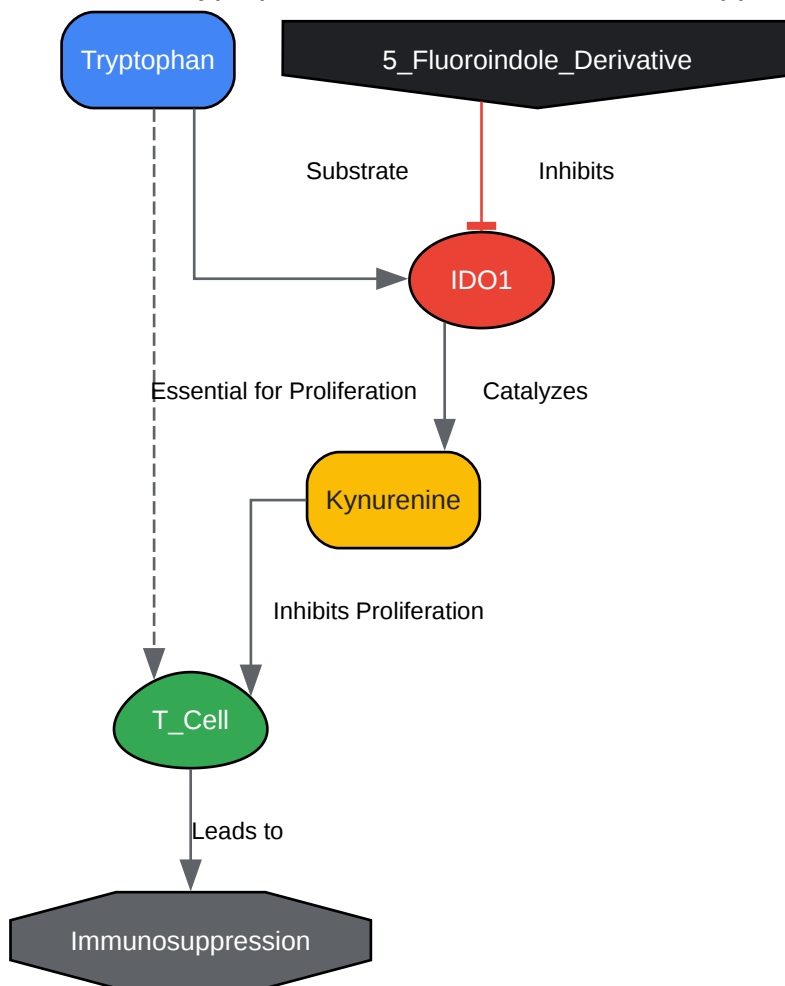 Tryptophan
5_Fluoroindole_Derivative
Substrate
Inhibits
IDO1
Essential for Proliferation
Catalyzes
Kynurenine
Inhibits Proliferation
T_Cell
Leads to
Immunosuppression